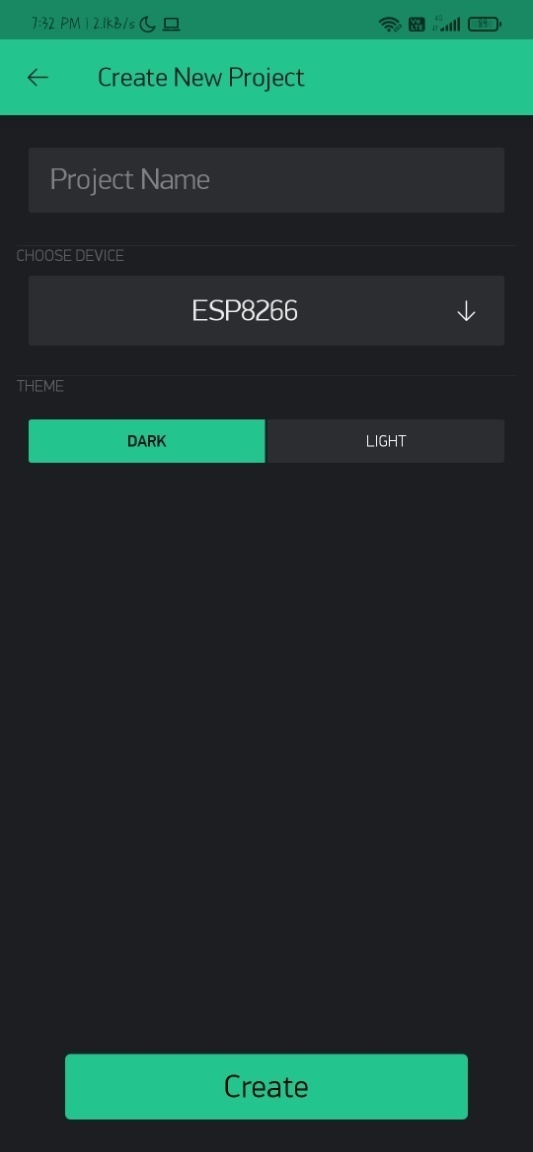 7:32 PM | 2.1KB/s
Create New Project
Project Name
CHOOSE DEVICE
ESP8266
THEME
DARK
LIGHT
Create